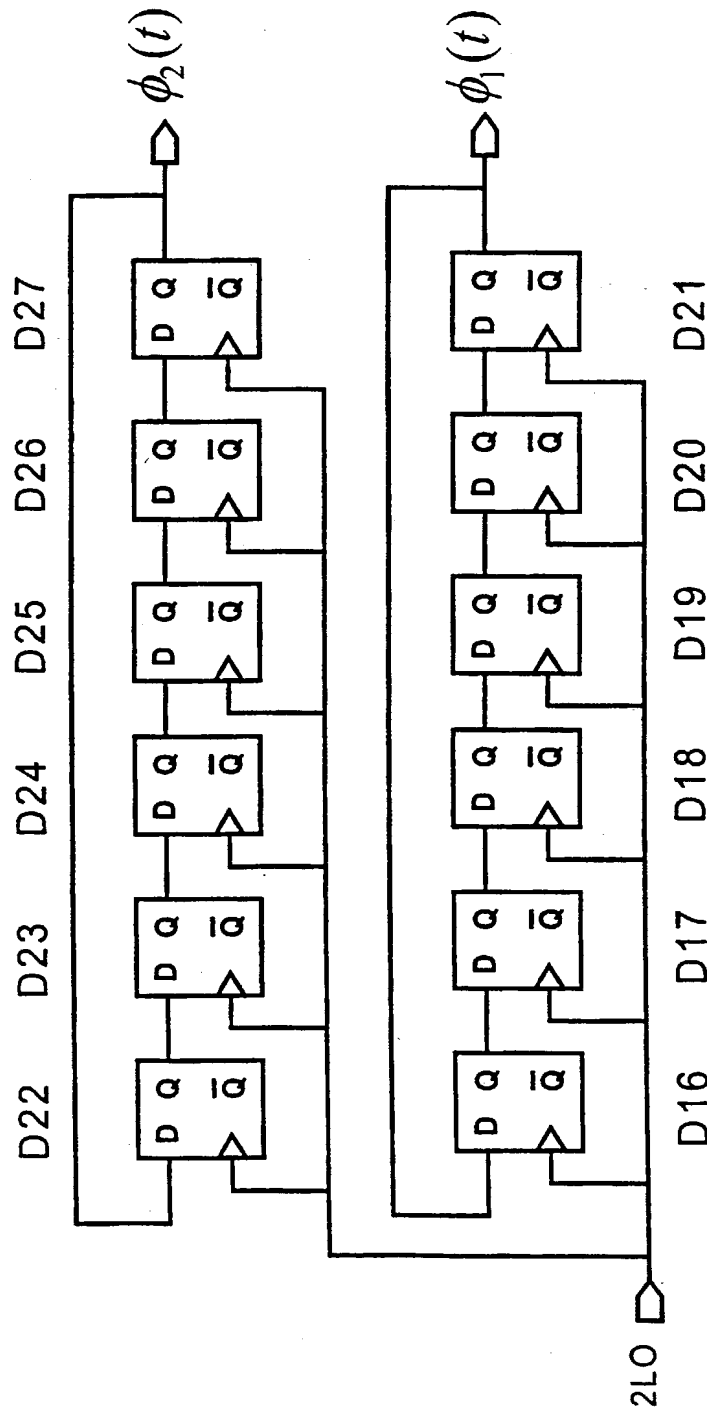 D22 D23 D24 D25 D26 D27
D Q D Q D Q D Q D Q D Q
Q̅ Q̅ Q̅ Q̅ Q̅ Q̅
ϕ₂(t)
D Q D Q D Q D Q D Q D Q
Q̅ Q̅ Q̅ Q̅ Q̅ Q̅
ϕ₁(t)
D16 D17 D18 D19 D20 D21
2LO